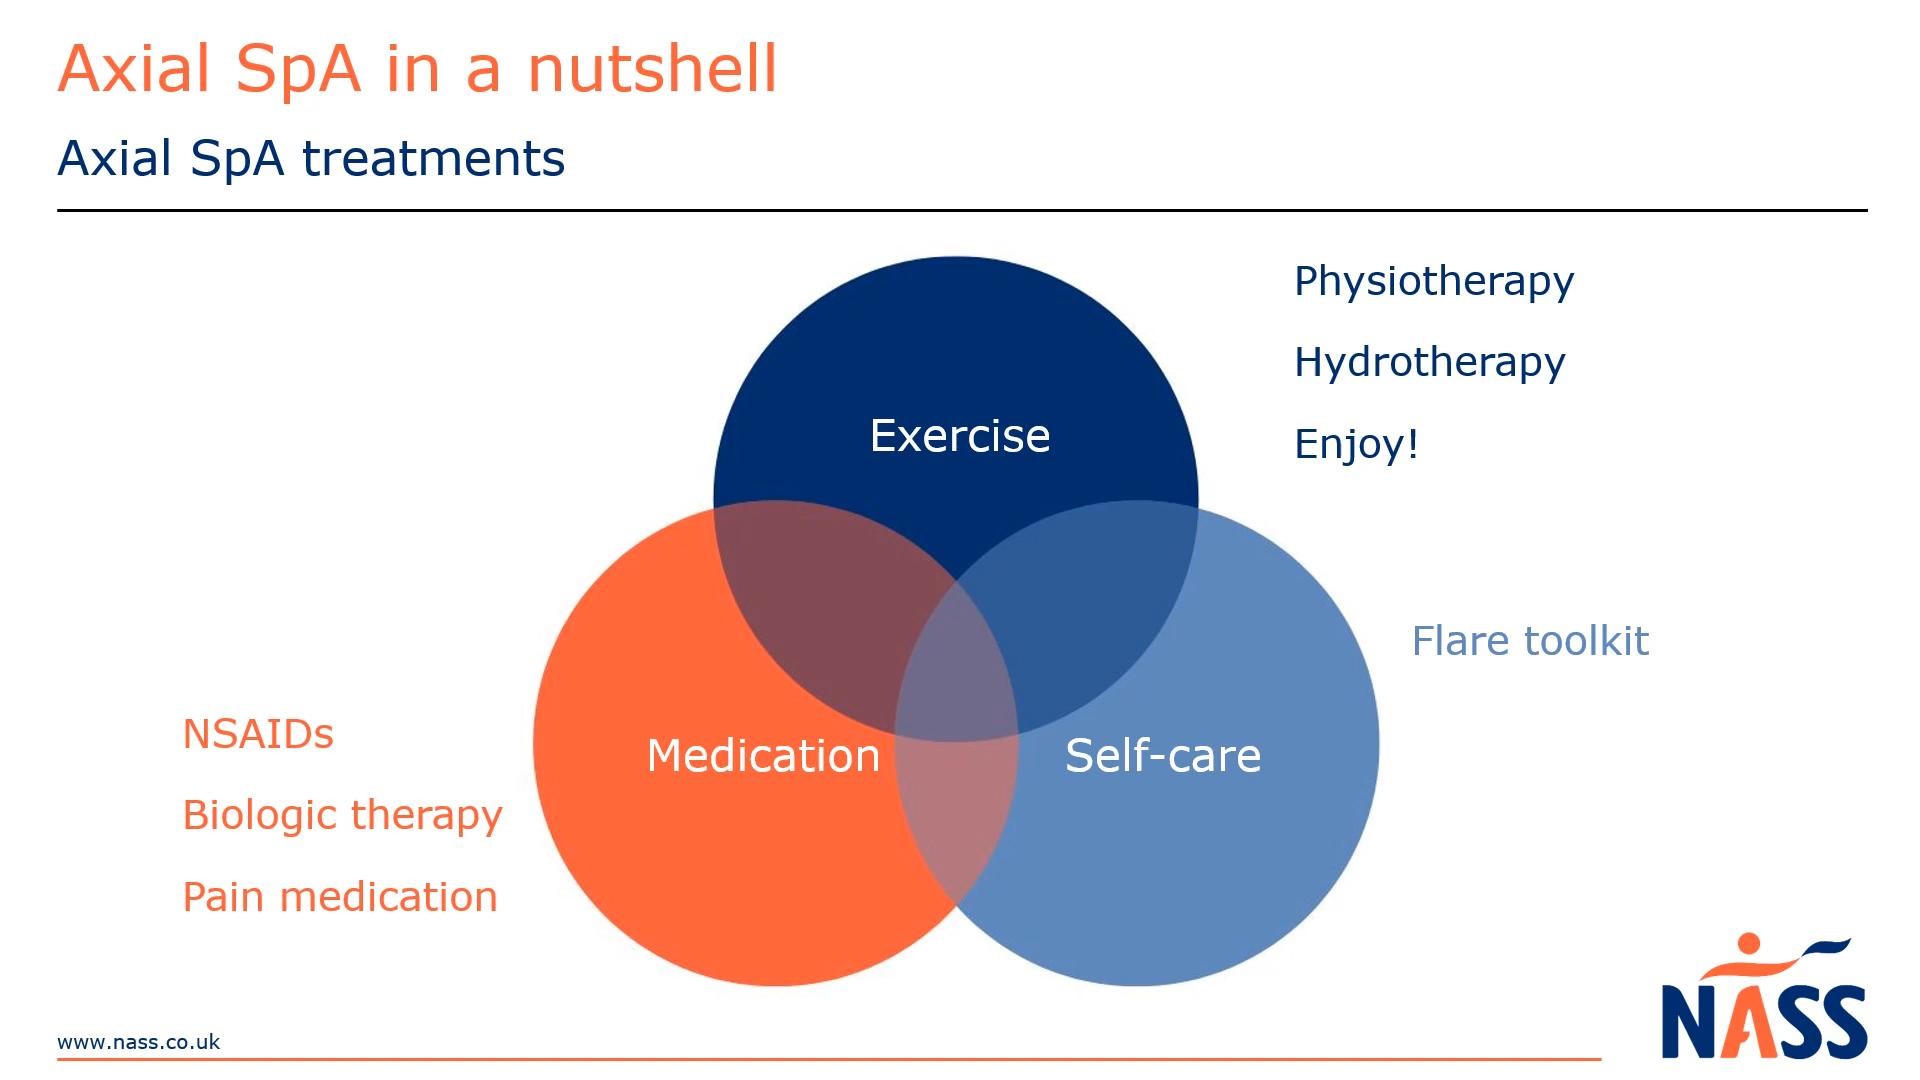 Axial SpA in a nutshell
Axial SpA treatments
Physiotherapy
Hydrotherapy
Enjoy!
Exercise
Flare toolkit
NSAIDs
Biologic therapy
Pain medication
Medication
Self-care
www.nass.co.uk
NASS